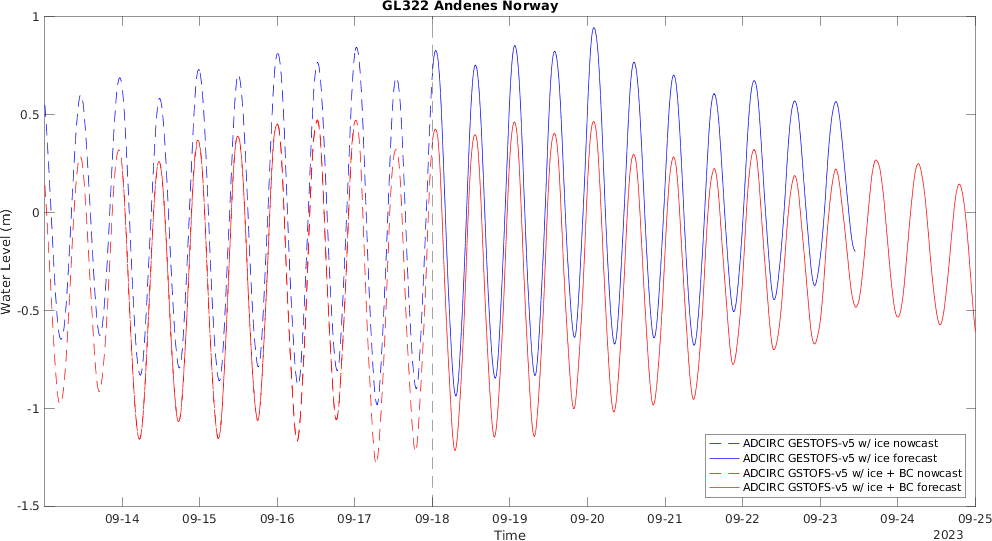 GL322 Andenes Norway
1
0.5
0
-0.5
-1
-1.5
Water Level (m)
ADCIRC GESTOFS-v5 w/ ice nowcast
ADCIRC GESTOFS-v5 w/ ice forecast
ADCIRC GSTOFS-v5 w/ ice + BC nowcast
ADCIRC GSTOFS-v5 w/ ice + BC forecast
09-14 09-15 09-16 09-17 09-18 09-19 09-20 09-21 09-22 09-23 09-24 09-25
Time
2023